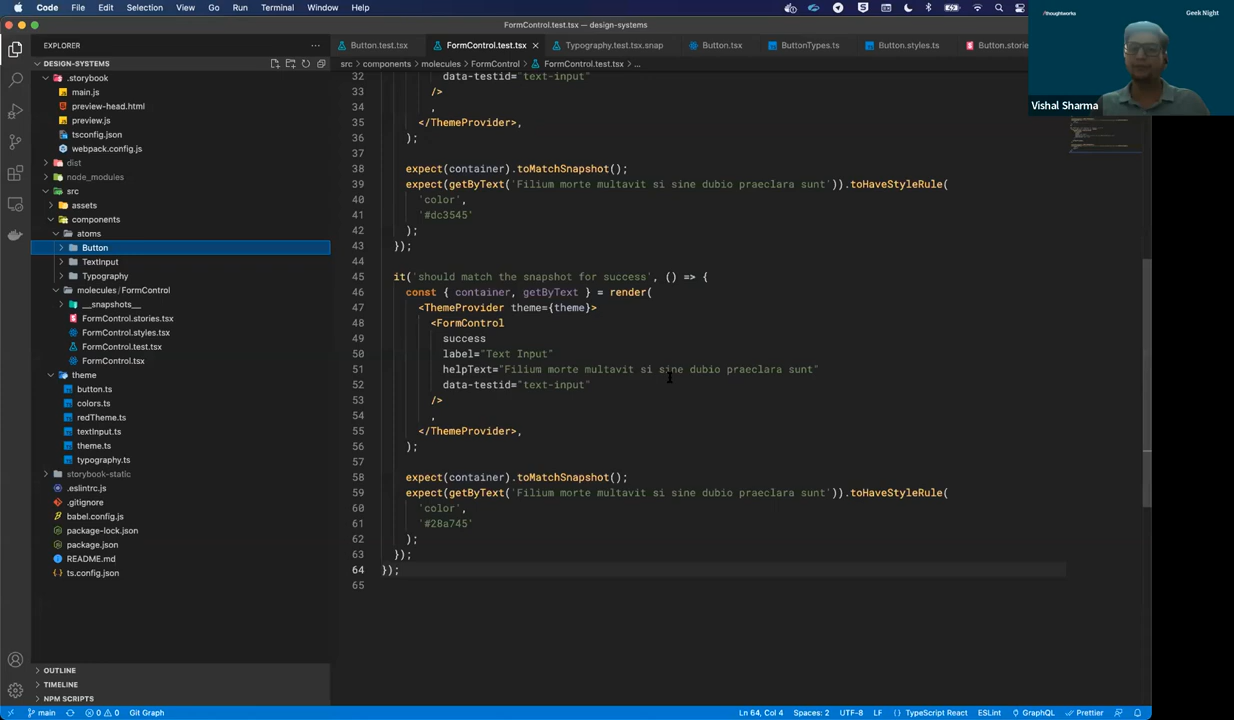 Code File Edit Selection View Go Run Terminal Window Help
FormControl.test.tsx — design-systems
/thoughtworks
Geek Night
Vishal Sharma
EXPLORER ···
Button.test.tsx
FormControl.test.tsx
Typography.test.tsx.snap
Button.tsx
ButtonTypes.ts
Button.styles.ts
Button.storie
DESIGN-SYSTEMS
src > components > molecules > FormControl > FormControl.test.tsx > ...
.storybook
main.js
preview-head.html
preview.js
tsconfig.json
webpack.config.js
dist
node_modules
src
assets
components
atoms
Button
TextInput
Typography
molecules/FormControl
__snapshots__
FormControl.stories.tsx
FormControl.styles.tsx
FormControl.test.tsx
FormControl.tsx
theme
button.ts
colors.ts
redTheme.ts
textInput.ts
theme.ts
typography.ts
storybook-static
.eslintrc.js
.gitignore
babel.config.js
package-lock.json
package.json
README.md
ts.config.json
OUTLINE
TIMELINE
NPM SCRIPTS
32 data-testid="text-input"
33 />
34 ,
35 </ThemeProvider>,
36 );
37
38 expect(container).toMatchSnapshot();
39 expect(getByText('Filium morte multavit si sine dubio praeclara sunt')).toHaveStyleRule(
40 'color',
41 '#dc3545'
42 );
43 });
44
45 it('should match the snapshot for success', () => {
46 const { container, getByText } = render(
47 <ThemeProvider theme={theme}>
48 <FormControl
49 success
50 label="Text Input"
51 helpText="Filium morte multavit si sine dubio praeclara sunt"
52 data-testid="text-input"
53 />
54 ,
55 </ThemeProvider>,
56 );
57
58 expect(container).toMatchSnapshot();
59 expect(getByText('Filium morte multavit si sine dubio praeclara sunt')).toHaveStyleRule(
60 'color',
61 '#28a745'
62 );
63 });
64 });
65
main 0 0 Git Graph Ln 64, Col 4 Spaces: 2 UTF-8 LF {} TypeScript React ESLint GraphQL Prettier